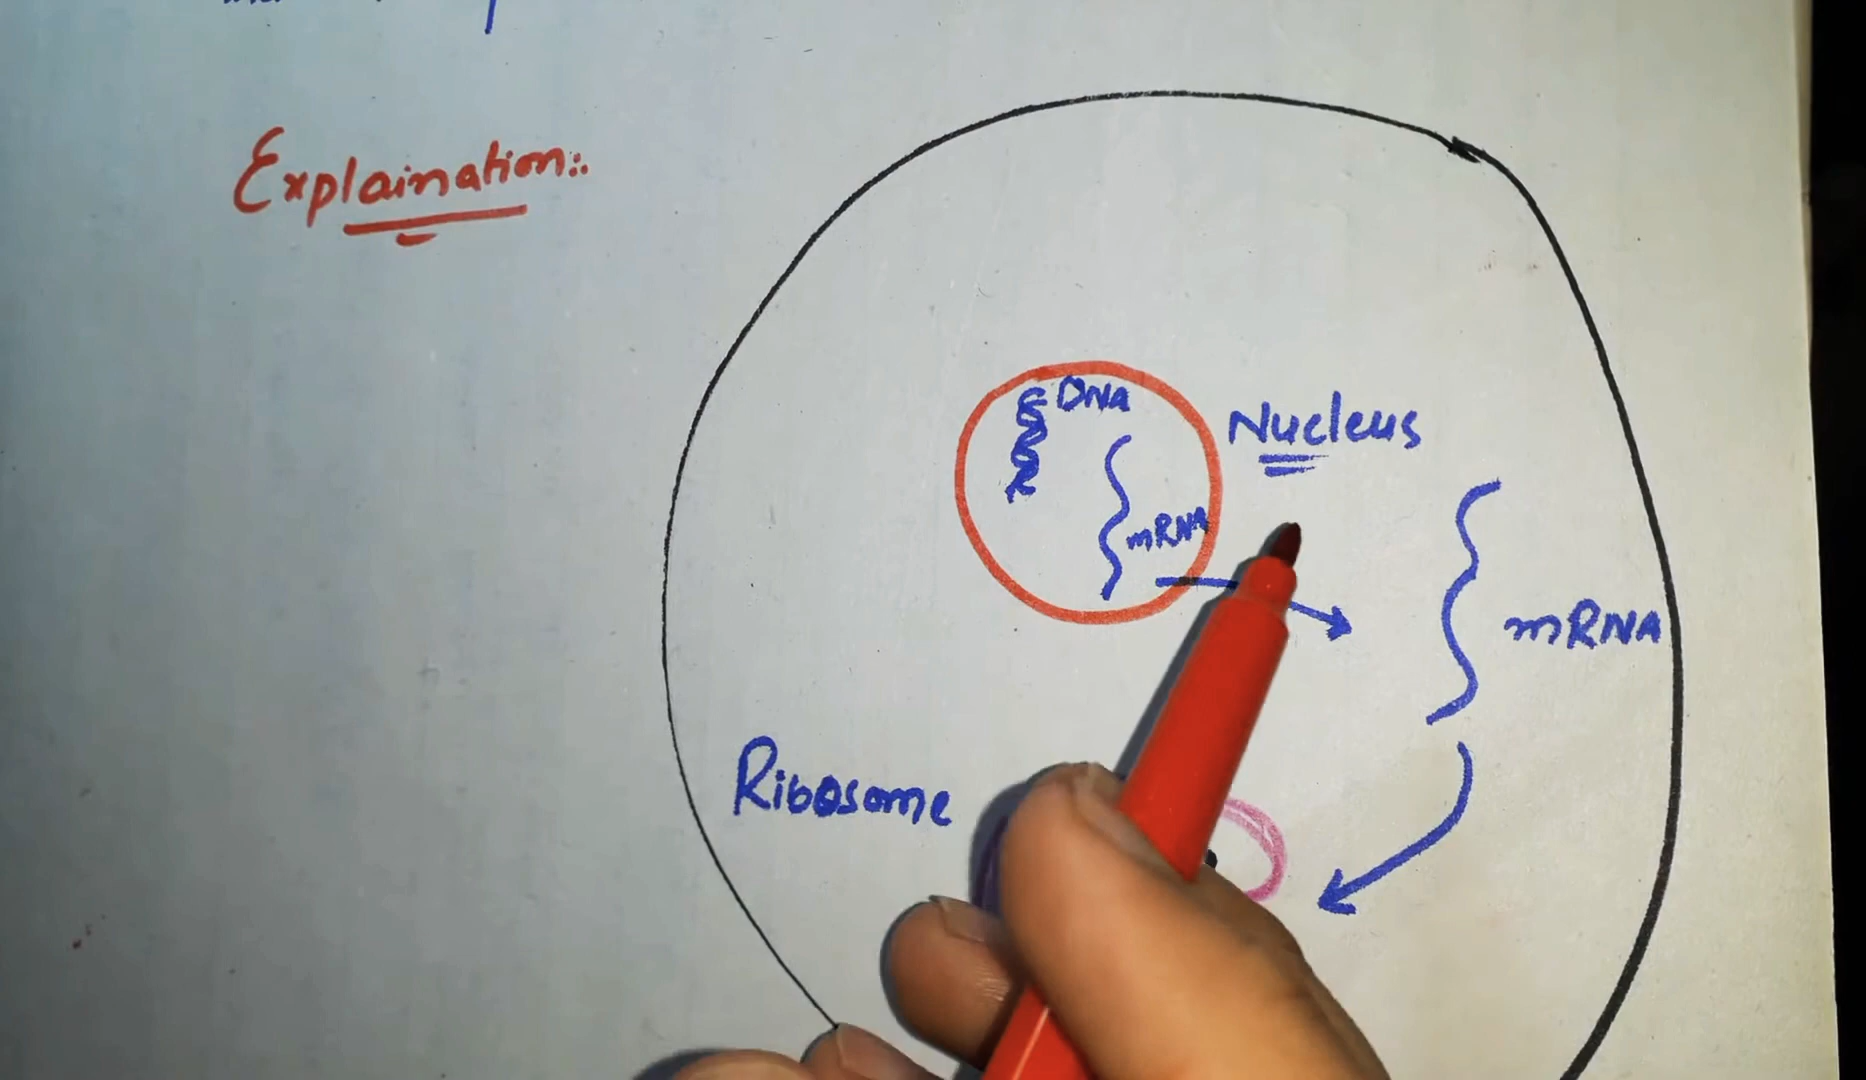 Explaination:
DNA
Nucleus
mRNA
mRNA
Ribosome